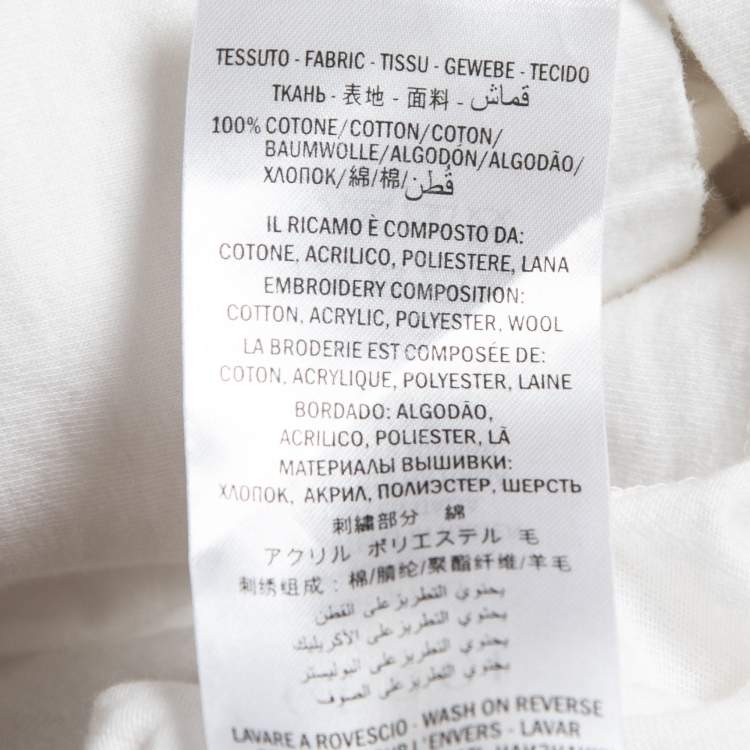 TESSUTO - FABRIC - TISSU - GEWEBE - TECIDO
ТКАНЬ - 表地 - 面料 - قماش
100% COTONE/COTTON/COTON/
BAUMWOLLE/ALGODÓN/ALGODÃO/
ХЛОПОК/綿/棉/قُطن
IL RICAMO È COMPOSTO DA:
COTONE, ACRILICO, POLIESTERE, LANA
EMBROIDERY COMPOSITION:
COTTON, ACRYLIC, POLYESTER, WOOL
LA BRODERIE EST COMPOSÉE DE:
COTON, ACRYLIQUE, POLYESTER, LAINE
BORDADO: ALGODÃO,
ACRILICO, POLIESTER, LÃ
МАТЕРИАЛЫ ВЫШИВКИ:
ХЛОПОК, АКРИЛ, ПОЛИЭСТЕР, ШЕРСТЬ
刺繍部分 綿
アクリル ポリエステル 毛
刺绣组成：棉/腈纶/聚酯纤维/羊毛
يحتوي التطريز على القطن
يحتوي التطريز على الأكريليك
يحتوي التطريز على البوليستر
يحتوي التطريز على الصوف
LAVARE A ROVESCIO - WASH ON REVERSE
L'ENVERS - LAVAR